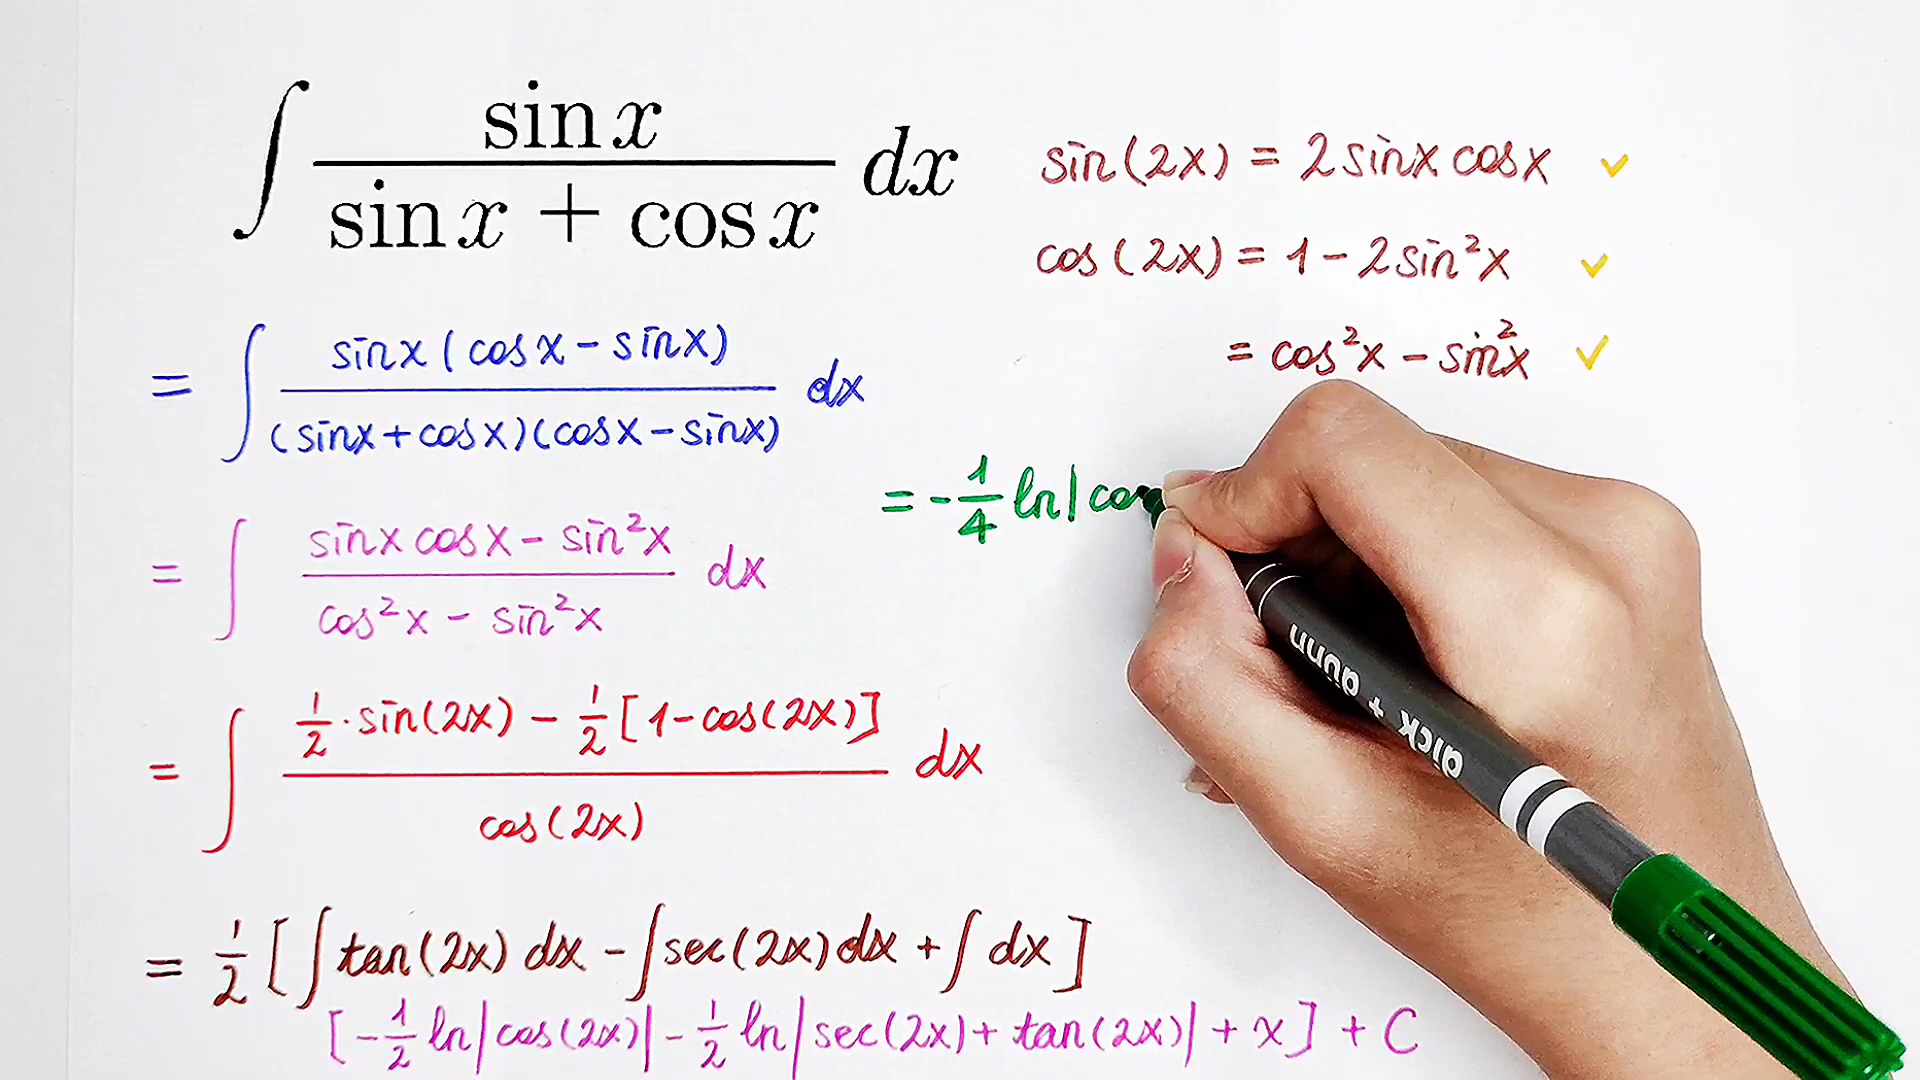 ∫ sin x / (sin x + cos x) dx
= ∫ sinx (cosx - sinx) / (sinx + cosx)(cosx - sinx) dx
= ∫ (sinx cosx - sin²x) / (cos²x - sin²x) dx
= ∫ (1/2 · sin(2x) - 1/2 [1 - cos(2x)]) / cos(2x) dx
= 1/2 [∫ tan(2x) dx - ∫ sec(2x) dx + ∫ dx]
[-1/2 ln|cos(2x)| - 1/2 ln|sec(2x) + tan(2x)| + x] + C
sin(2x) = 2sinx cosx ✓
cos(2x) = 1 - 2sin²x ✓
= cos²x - sin²x ✓
= -1/4 ln|cos